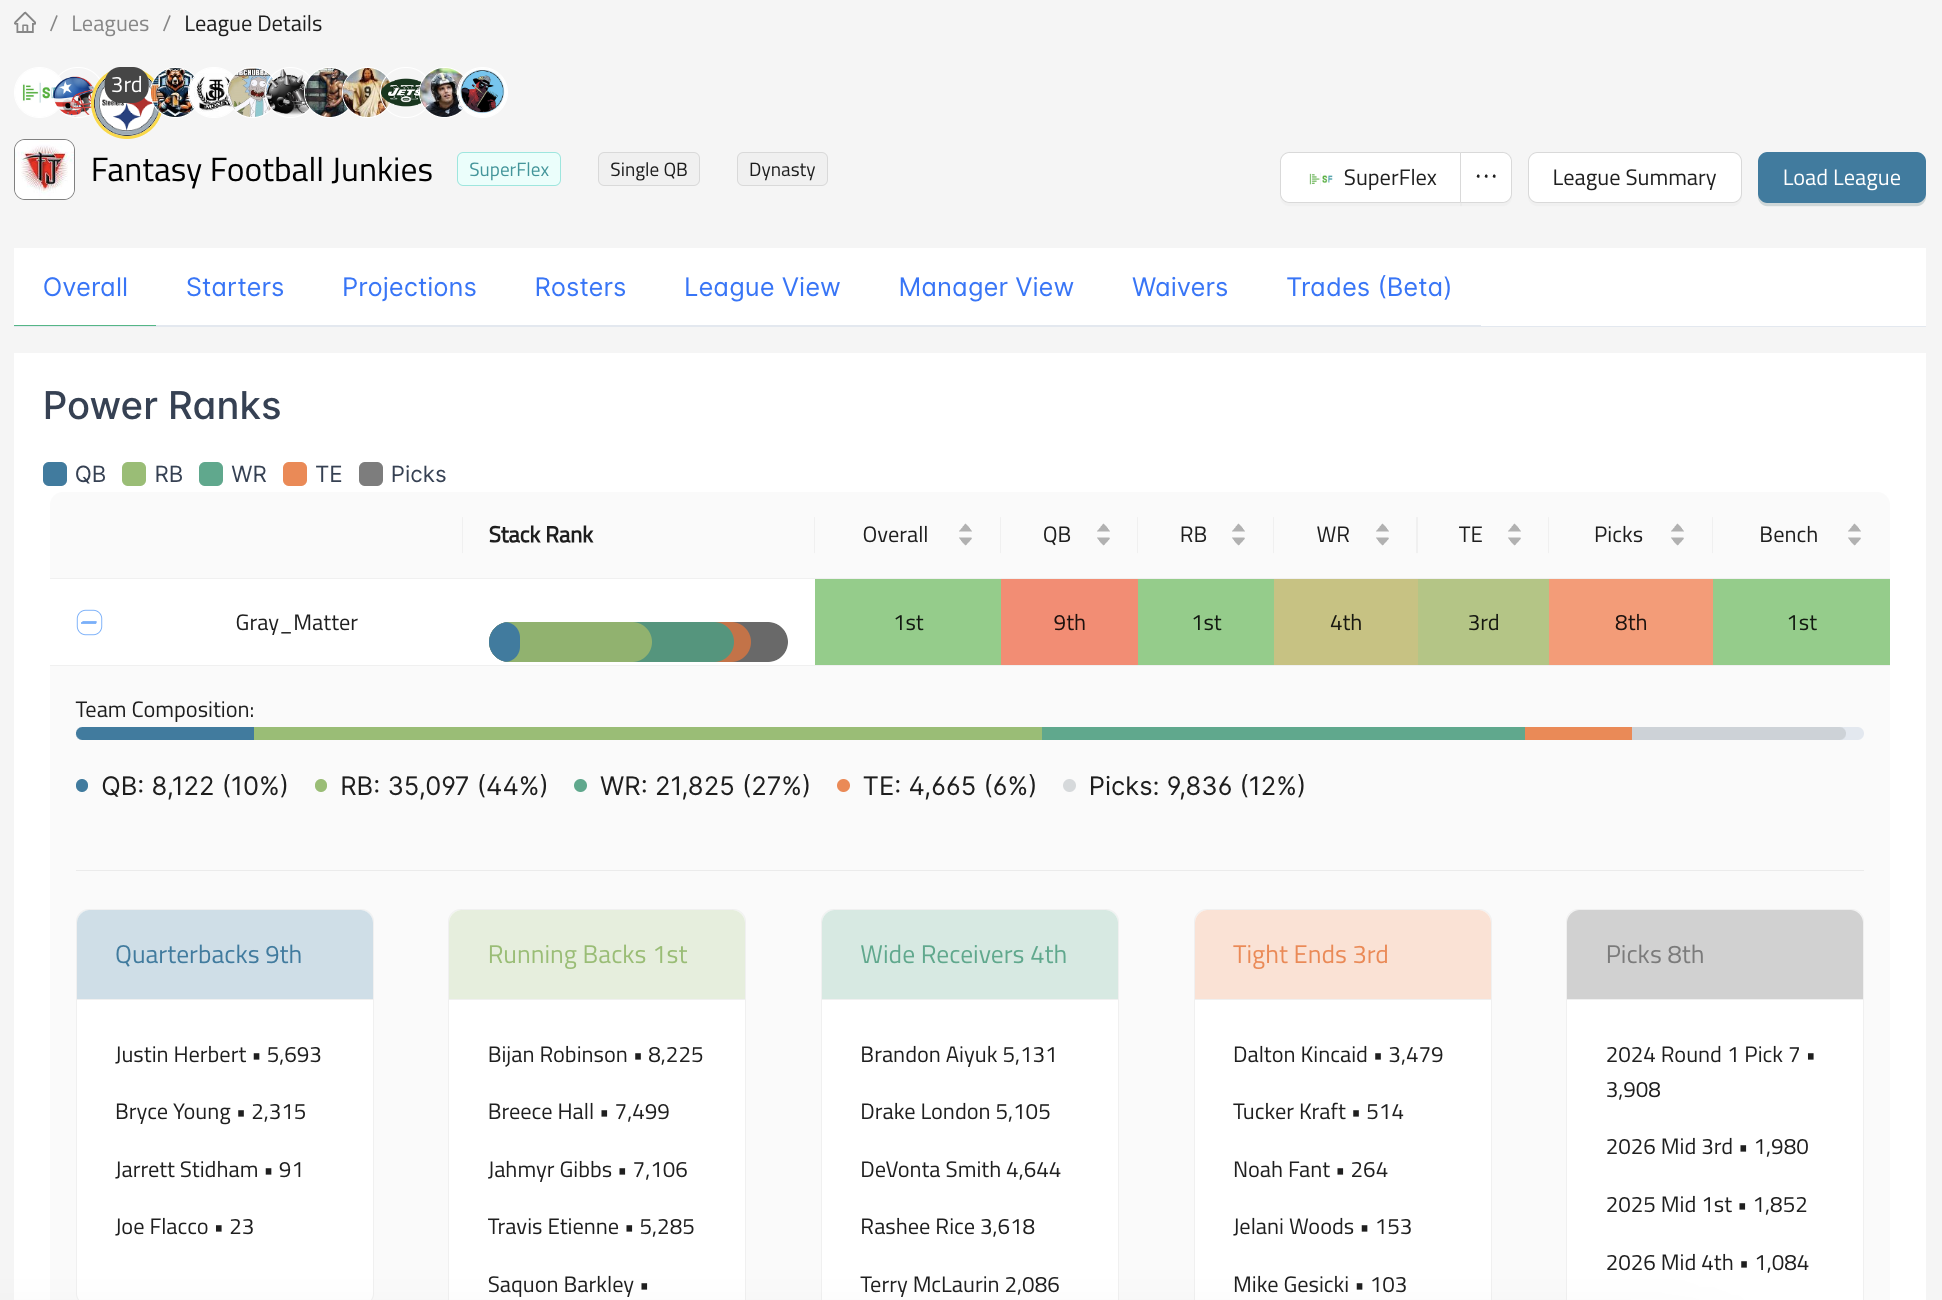 / Leagues / League Details
3rd
Fantasy Football Junkies SuperFlex Single QB Dynasty
SF SuperFlex ··· League Summary Load League
Overall Starters Projections Rosters League View Manager View Waivers Trades (Beta)
Power Ranks
QB RB WR TE Picks
Stack Rank Overall QB RB WR TE Picks Bench
Gray_Matter 1st 9th 1st 4th 3rd 8th 1st
Team Composition:
QB: 8,122 (10%) RB: 35,097 (44%) WR: 21,825 (27%) TE: 4,665 (6%) Picks: 9,836 (12%)
Quarterbacks 9th
Justin Herbert ▪ 5,693
Bryce Young ▪ 2,315
Jarrett Stidham ▪ 91
Joe Flacco ▪ 23
Running Backs 1st
Bijan Robinson ▪ 8,225
Breece Hall ▪ 7,499
Jahmyr Gibbs ▪ 7,106
Travis Etienne ▪ 5,285
Saquon Barkley ▪
Wide Receivers 4th
Brandon Aiyuk 5,131
Drake London 5,105
DeVonta Smith 4,644
Rashee Rice 3,618
Terry McLaurin 2,086
Tight Ends 3rd
Dalton Kincaid ▪ 3,479
Tucker Kraft ▪ 514
Noah Fant ▪ 264
Jelani Woods ▪ 153
Mike Gesicki ▪ 103
Picks 8th
2024 Round 1 Pick 7 ▪
3,908
2026 Mid 3rd ▪ 1,980
2025 Mid 1st ▪ 1,852
2026 Mid 4th ▪ 1,084